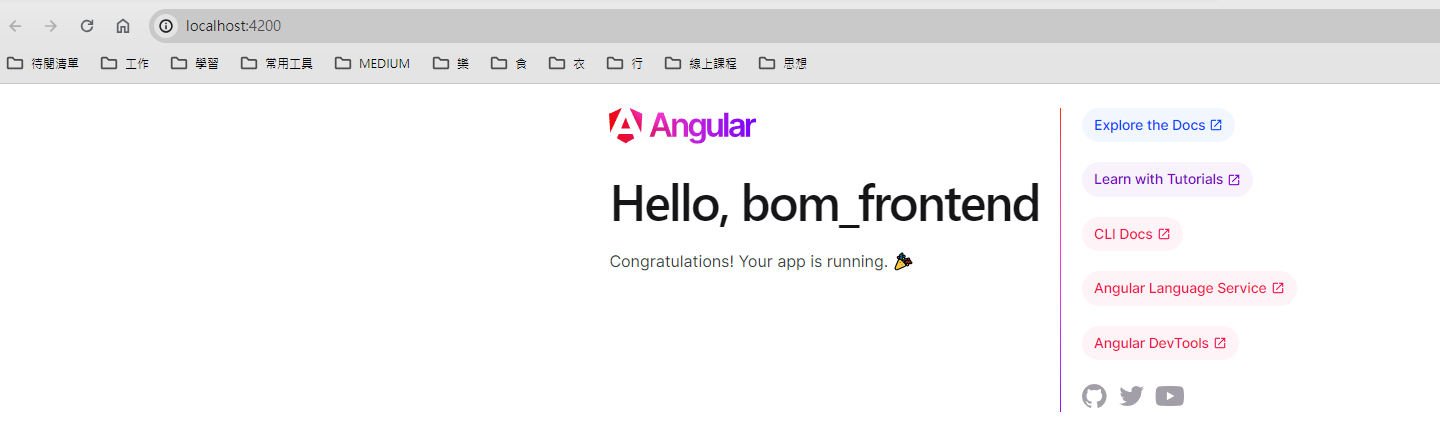 localhost:4200
待閱清單 工作 學習 常用工具 MEDIUM 樂 食 衣 行 線上課程 思想
Angular
Hello, bom_frontend
Congratulations! Your app is running. 🎉
Explore the Docs
Learn with Tutorials
CLI Docs
Angular Language Service
Angular DevTools